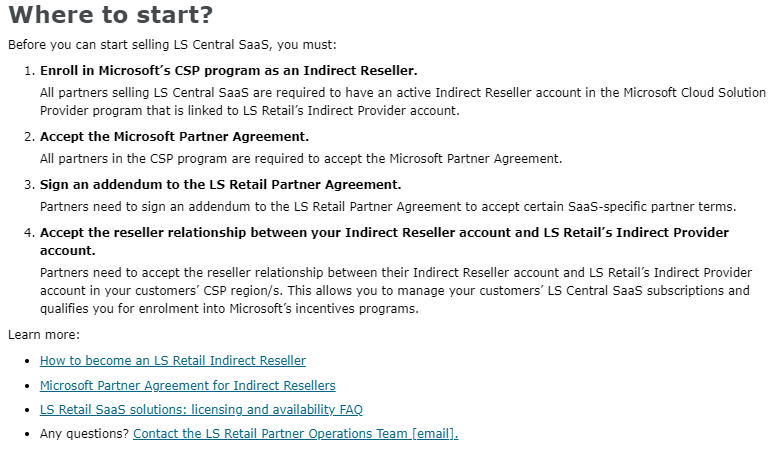 Where to start?
Before you can start selling LS Central SaaS, you must:
1. Enroll in Microsoft's CSP program as an Indirect Reseller.
All partners selling LS Central SaaS are required to have an active Indirect Reseller account in the Microsoft Cloud Solution
Provider program that is linked to LS Retail's Indirect Provider account.
2. Accept the Microsoft Partner Agreement.
All partners in the CSP program are required to accept the Microsoft Partner Agreement.
3. Sign an addendum to the LS Retail Partner Agreement.
Partners need to sign an addendum to the LS Retail Partner Agreement to accept certain SaaS-specific partner terms.
4. Accept the reseller relationship between your Indirect Reseller account and LS Retail's Indirect Provider
account.
Partners need to accept the reseller relationship between their Indirect Reseller account and LS Retail's Indirect Provider
account in your customers' CSP region/s. This allows you to manage your customers' LS Central SaaS subscriptions and
qualifies you for enrolment into Microsoft's incentives programs.
Learn more:
• How to become an LS Retail Indirect Reseller
• Microsoft Partner Agreement for Indirect Resellers
• LS Retail SaaS solutions: licensing and availability FAQ
• Any questions? Contact the LS Retail Partner Operations Team [email].